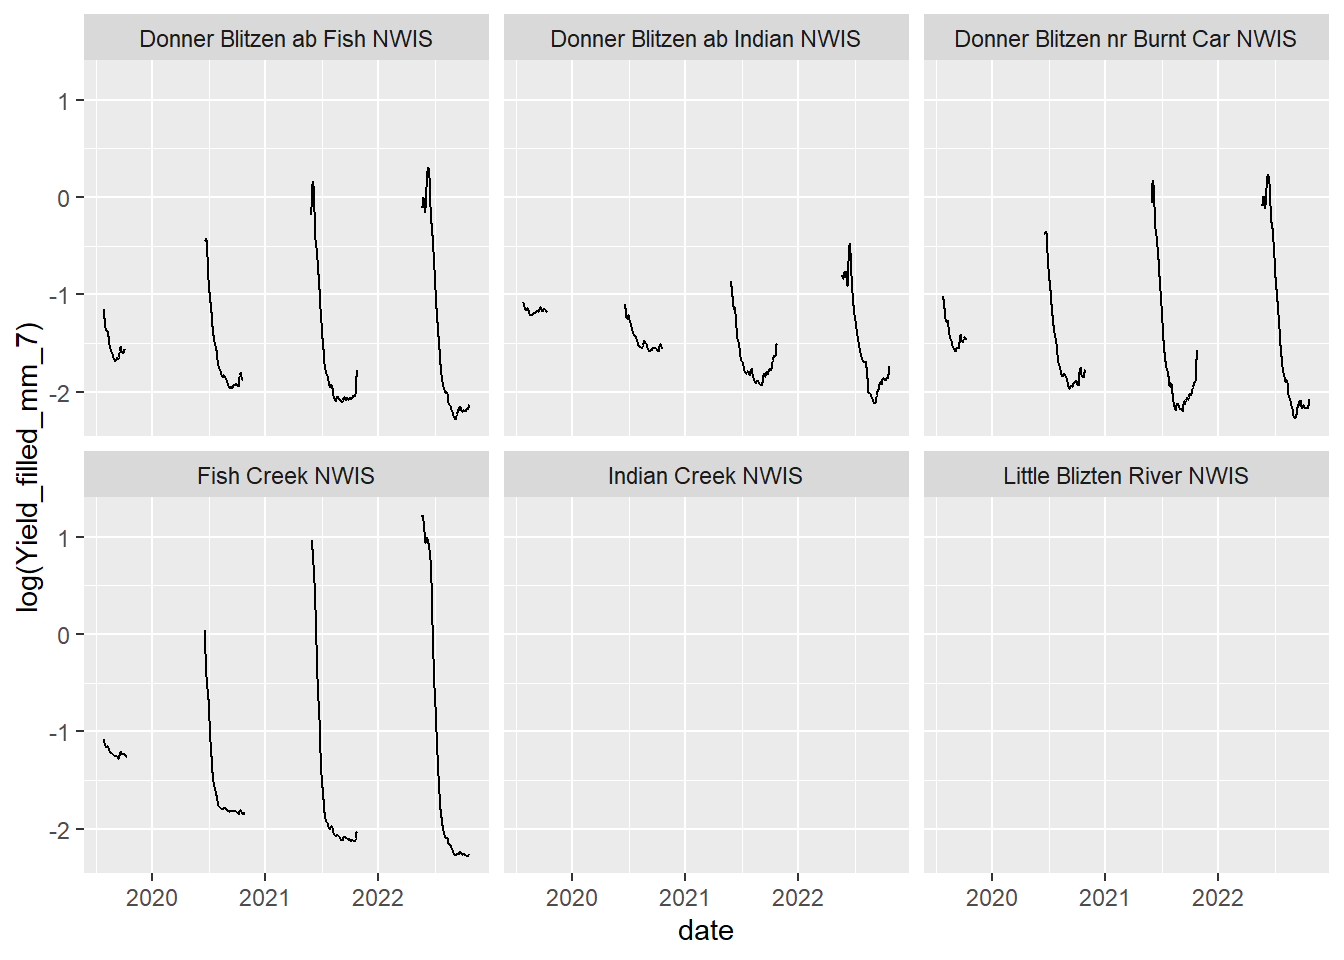 Donner Blitzen ab Fish NWIS
Donner Blitzen ab Indian NWIS
Donner Blitzen nr Burnt Car NWIS
1
0
-1
-2
Fish Creek NWIS
Indian Creek NWIS
Little Blizten River NWIS
1
0
-1
-2
log(Yield_filled_mm_7)
2020
2021
2022
2020
2021
2022
2020
2021
2022
date